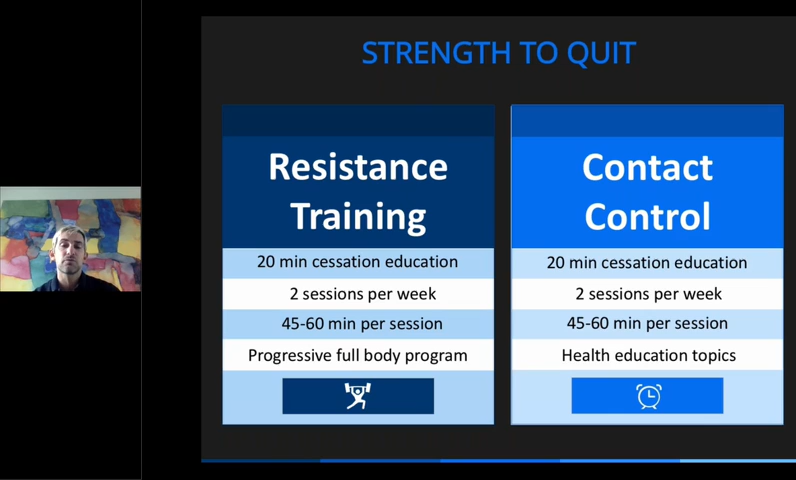 STRENGTH TO QUIT
Resistance
Training
20 min cessation education
2 sessions per week
45-60 min per session
Progressive full body program
Contact
Control
20 min cessation education
2 sessions per week
45-60 min per session
Health education topics